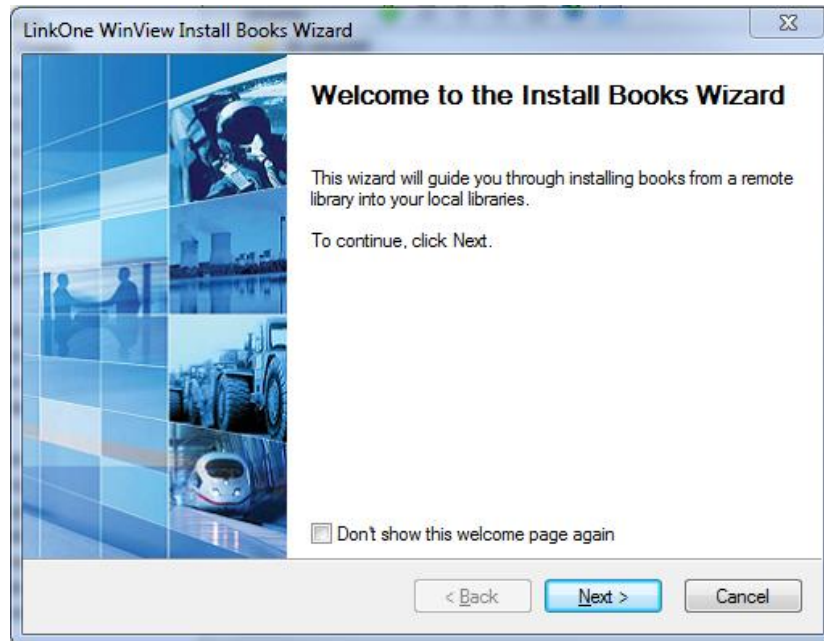 LinkOne WinView Install Books Wizard
Welcome to the Install Books Wizard
This wizard will guide you through installing books from a remote
library into your local libraries.
To continue, click Next.
Don't show this welcome page again
< Back
Next >
Cancel